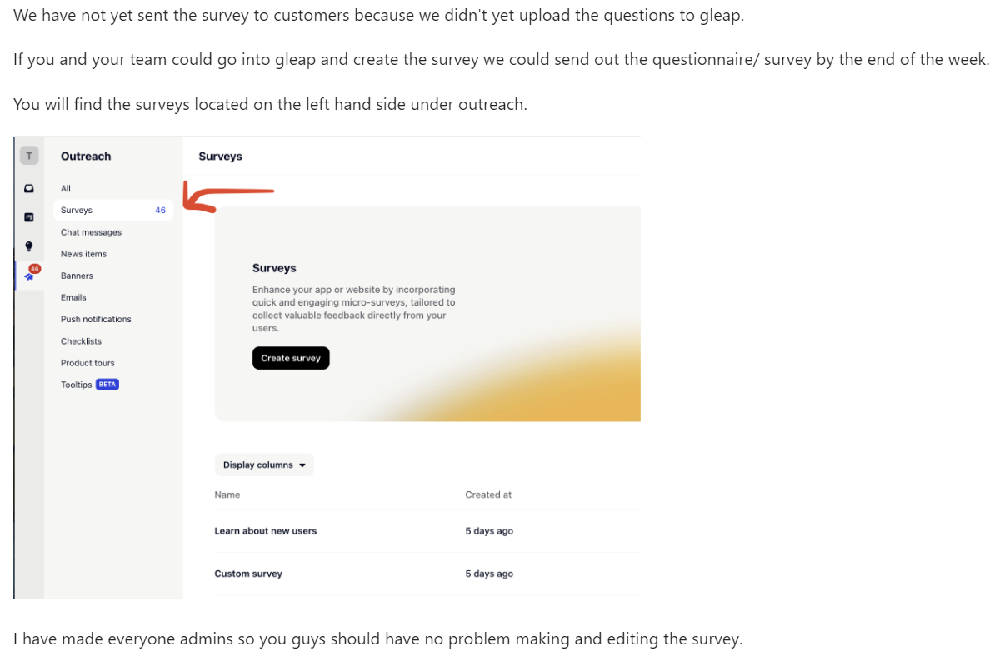 We have not yet sent the survey to customers because we didn't yet upload the questions to gleap.
If you and your team could go into gleap and create the survey we could send out the questionnaire/ survey by the end of the week.
You will find the surveys located on the left hand side under outreach.
T
Outreach
Surveys
All
Surveys 46
Chat messages
News items
46
Banners
Emails
Push notifications
Checklists
Product tours
Tooltips BETA
Surveys
Enhance your app or website by incorporating
quick and engaging micro-surveys, tailored to
collect valuable feedback directly from your
users.
Create survey
Display columns
Name Created at
Learn about new users 5 days ago
Custom survey 5 days ago
I have made everyone admins so you guys should have no problem making and editing the survey.